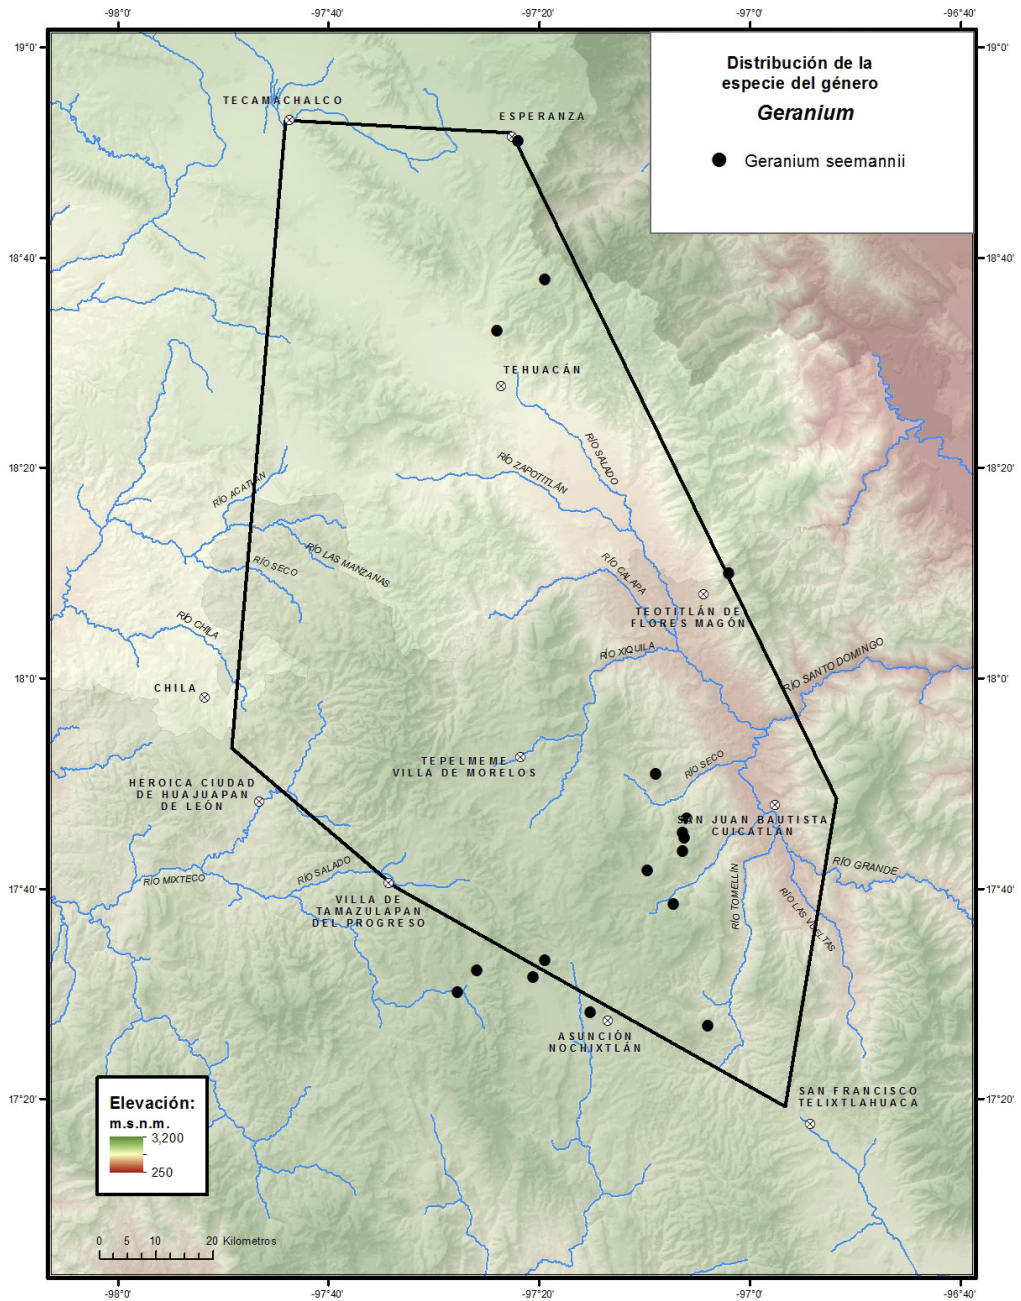 -98°0' -97°40' -97°20' -97°0' -96°40'
19°0' 19°0'
Distribución de la
especie del género
Geranium
Geranium seemannii
TECAMACHALCO
ESPERANZA
18°40' 18°40'
TEHUACÁN
RÍO SALADO
RÍO ZAPOTITLÁN
18°20' 18°20'
RÍO ACATLÁN
RÍO LAS MANZANAS
RÍO SECO
RÍO CALAPA
TEOTITLÁN DE
FLORES MAGÓN
RÍO CHILA
RÍO XIQUILA
RÍO SANTO DOMINGO
18°0' 18°0'
CHILA
TEPELMEME
VILLA DE MORELOS
RÍO SECO
HEROICA CIUDAD
DE HUAJUAPAN
DE LEÓN
SAN JUAN BAUTISTA
CUICATLÁN
RÍO GRANDE
RÍO SALADO
RÍO MIXTECO
17°40' 17°40'
RÍO TOMELLÍN
RÍO LAS VUELTAS
VILLA DE
TAMAZULAPAN
DEL PROGRESO
ASUNCIÓN
NOCHIXTLÁN
SAN FRANCISCO
TELIXTLAHUACA
17°20' 17°20'
Elevación:
m.s.n.m.
3,200
250
0 5 10 20 Kilometros
-98°0' -97°40' -97°20' -97°0' -96°40'